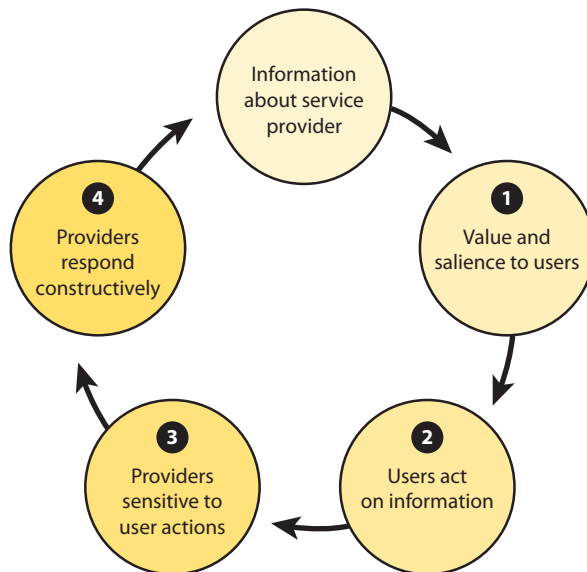 Information
about service
provider
1
Value and
salience to users
2
Users act
on information
3
Providers
sensitive to
user actions
4
Providers
respond
constructively